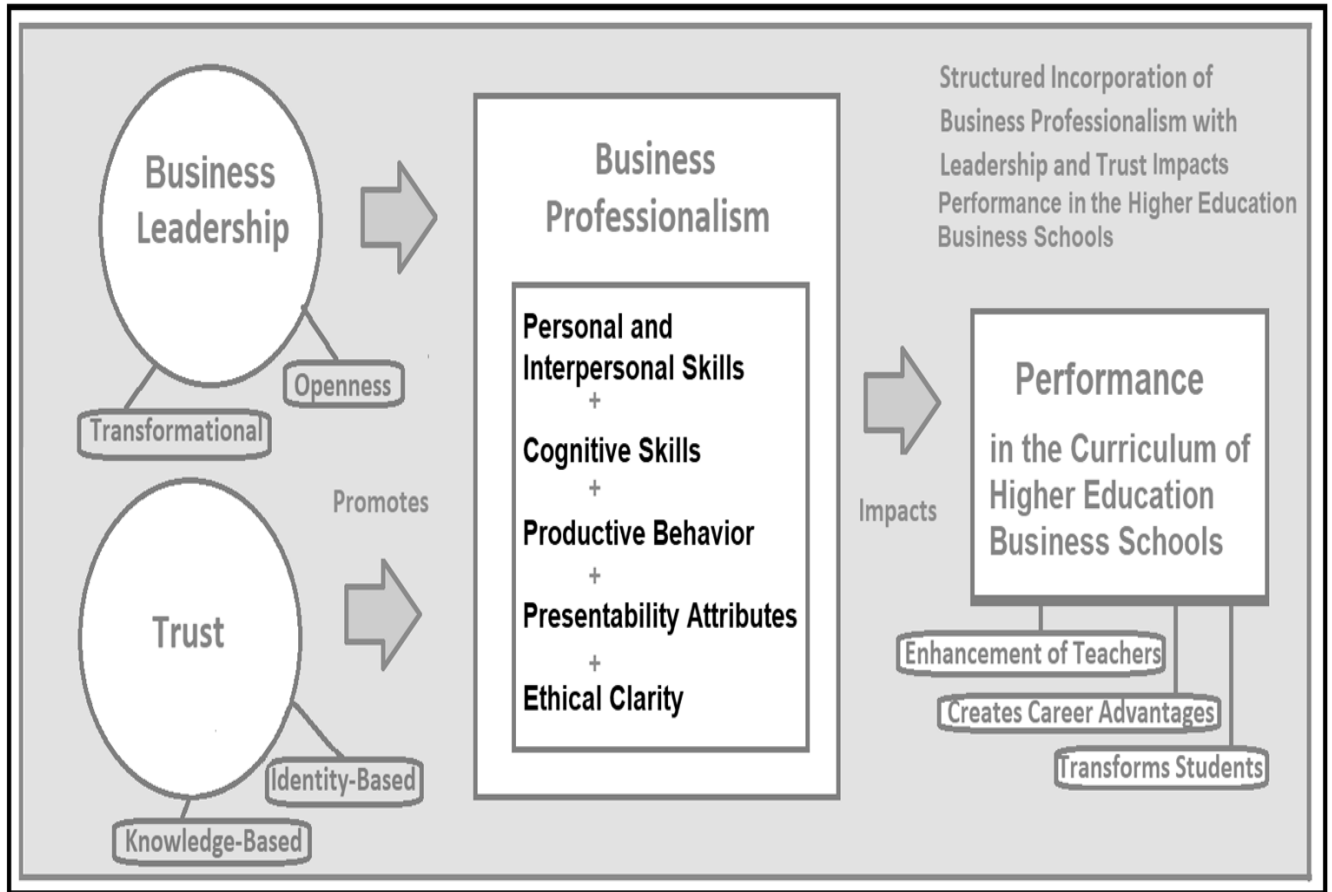 Business
Leadership
Openness
Transformational
Trust
Identity-Based
Knowledge-Based
Promotes
Business
Professionalism
Personal and
Interpersonal Skills
+
Cognitive Skills
+
Productive Behavior
+
Presentability Attributes
+
Ethical Clarity
Impacts
Structured Incorporation of
Business Professionalism with
Leadership and Trust Impacts
Performance in the Higher Education
Business Schools
Performance
in the Curriculum of
Higher Education
Business Schools
Enhancement of Teachers
Creates Career Advantages
Transforms Students